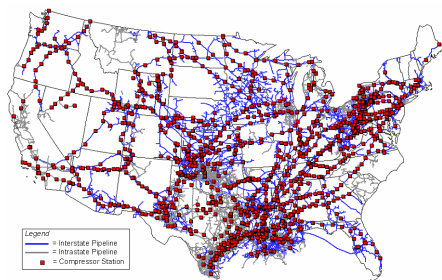 Legend
= Interstate Pipeline
= Intrastate Pipeline
= Compressor Station